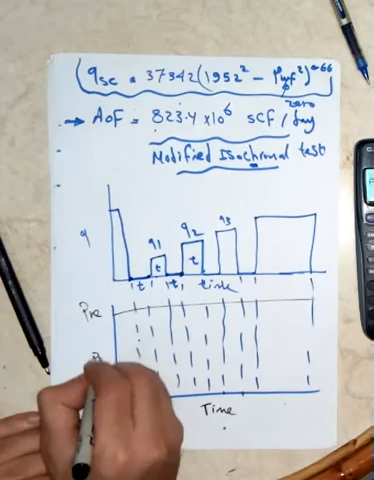 qsc = 37342(1952² - Pwf²)^0.66
zero
→ AOF = 823.4 x10⁶ scf/day
Modified Isochronal test
q q1 q2 q3
t t t t time
Pre
P
Time